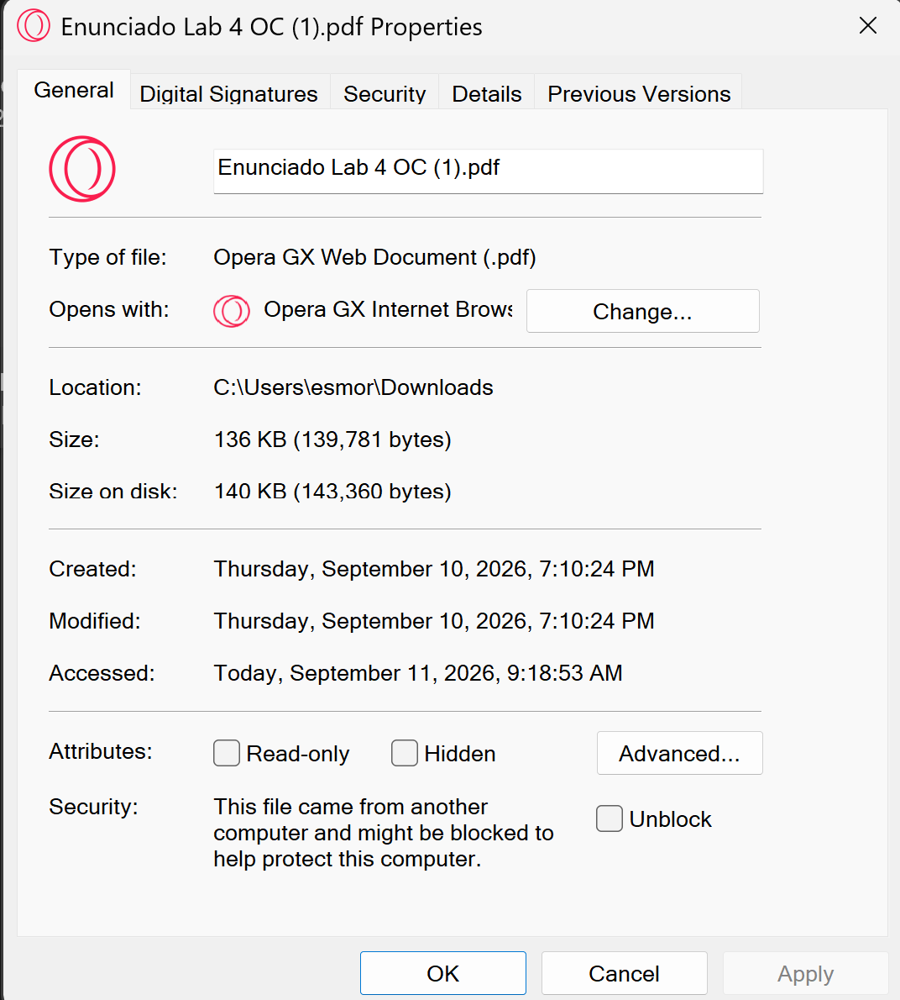 Enunciado Lab 4 OC (1).pdf Properties
General Digital Signatures Security Details Previous Versions
Enunciado Lab 4 OC (1).pdf
Type of file: Opera GX Web Document (.pdf)
Opens with: Opera GX Internet Brows Change...
Location: C:\Users\esmor\Downloads
Size: 136 KB (139,781 bytes)
Size on disk: 140 KB (143,360 bytes)
Created: Thursday, September 10, 2026, 7:10:24 PM
Modified: Thursday, September 10, 2026, 7:10:24 PM
Accessed: Today, September 11, 2026, 9:18:53 AM
Attributes: Read-only Hidden Advanced...
Security: This file came from another
computer and might be blocked to
help protect this computer.
Unblock
OK Cancel Apply